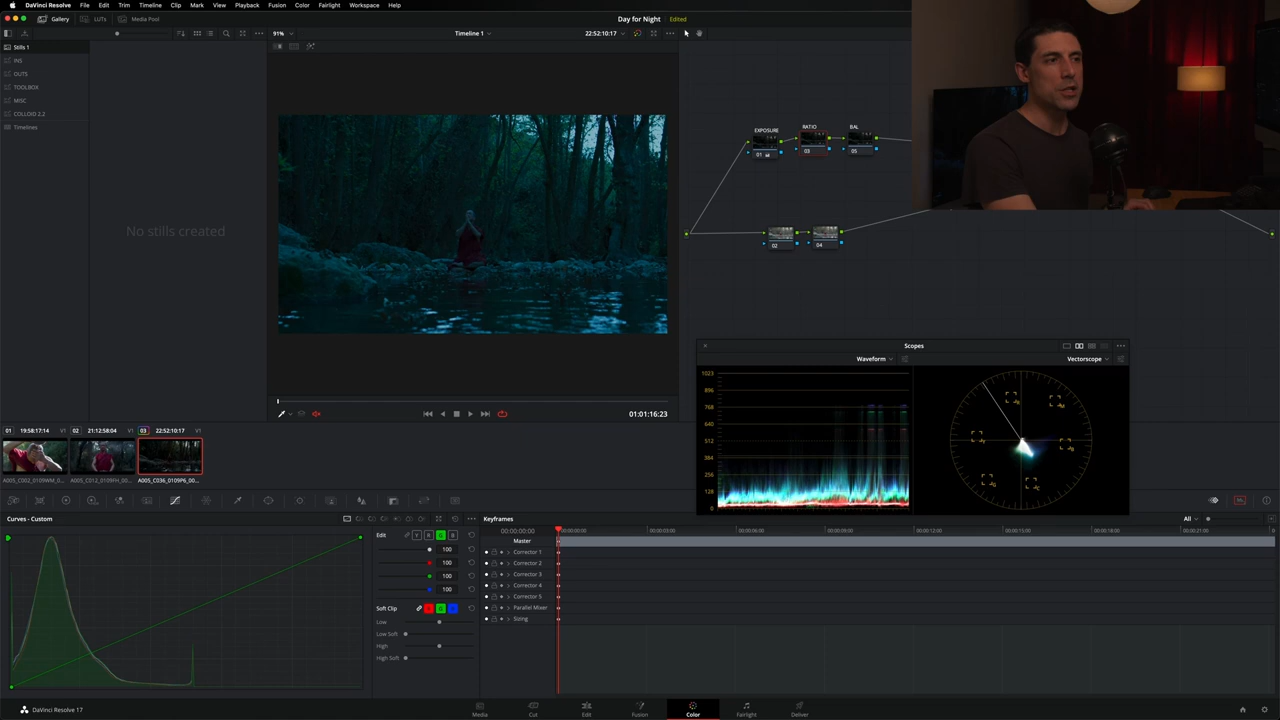 DaVinci Resolve File Edit Trim Timeline Clip Mark View Playback Fusion Color Fairlight Workspace Help
Gallery LUTs Media Pool
Day for Night Edited
91%
Timeline 1
22:52:10:17
Stills 1
INS
OUTS
TOOLBOX
MISC
COLLOID 2.2
Timelines
No stills created
EXPOSURE
RATIO
BAL
01
03
05
02
04
01:01:16:23
Scopes
Waveform
Vectorscope
1023
896
768
640
512
384
256
128
01 19:58:17:14 V1
02 21:12:58:04 V1
03 22:52:10:17 V1
A005_C002_0109WM_0...
A005_C012_0109FH_0...
A005_C036_0109P6_00...
Curves - Custom
Edit
Y R G B
100
100
100
100
Soft Clip
Low
Low Soft
High
High Soft
Keyframes
All
00:00:00:00
00:00:00:00
00:00:03:00
00:00:06:00
00:00:09:00
00:00:12:00
00:00:15:00
00:00:18:00
00:00:21:00
Master
Corrector 1
Corrector 2
Corrector 3
Corrector 4
Corrector 5
Parallel Mixer
Sizing
DaVinci Resolve 17
Media Cut Edit Fusion Color Fairlight Deliver